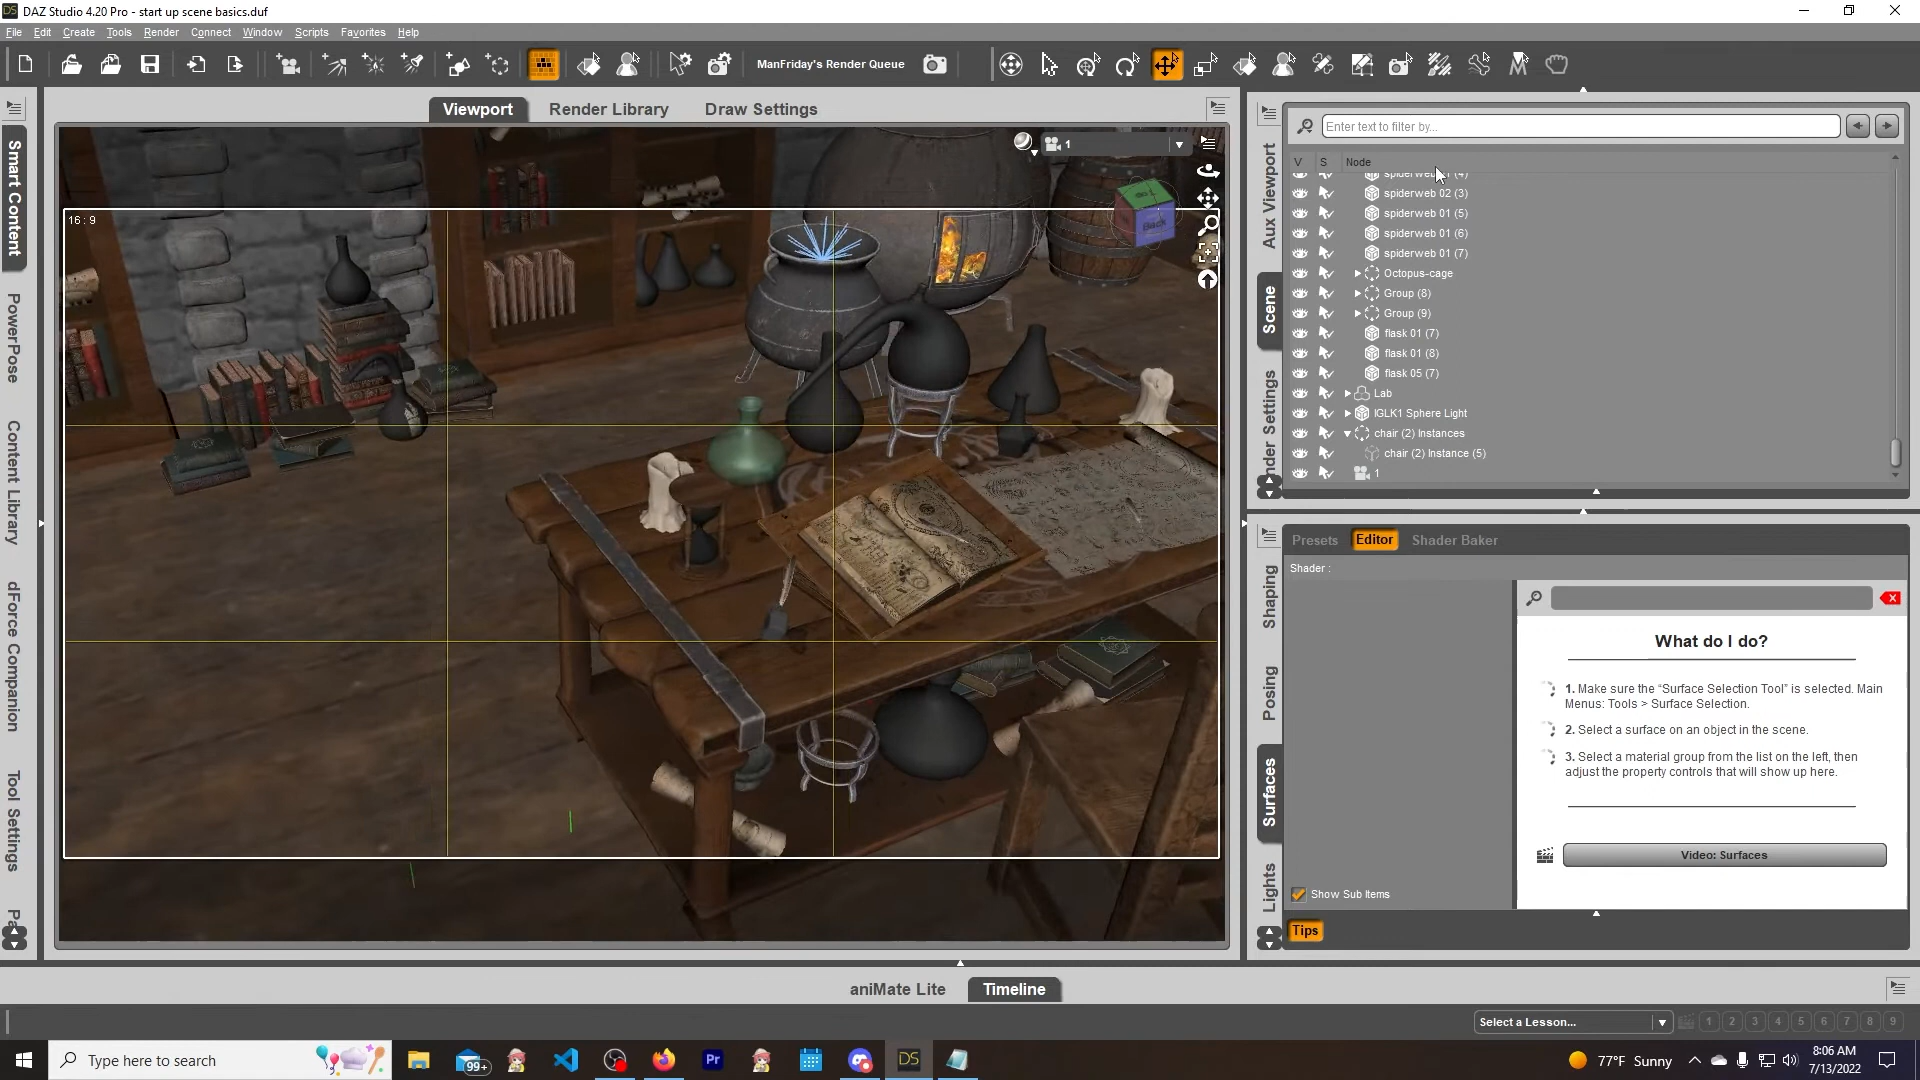 DAZ Studio 4.20 Pro - start up scene basics.duf
File Edit Create Tools Render Connect Window Scripts Favorites Help
ManFriday's Render Queue
Viewport Render Library Draw Settings
1
16 : 9
Back
Smart Content
PowerPose
Content Library
dForce Companion
Tool Settings
Pa
Aux Viewport
Scene
nder Settings
Enter text to filter by...
V S Node
spiderweb 01 (4)
spiderweb 02 (3)
spiderweb 01 (5)
spiderweb 01 (6)
spiderweb 01 (7)
Octopus-cage
Group (8)
Group (9)
flask 01 (7)
flask 01 (8)
flask 05 (7)
Lab
IGLK1 Sphere Light
chair (2) Instances
chair (2) Instance (5)
1
Shaping
Posing
Surfaces
Lights
Presets Editor Shader Baker
Shader :
What do I do?
1. Make sure the “Surface Selection Tool” is selected. Main
Menus: Tools > Surface Selection.
2. Select a surface on an object in the scene.
3. Select a material group from the list on the left, then
adjust the property controls that will show up here.
Video: Surfaces
Show Sub Items
Tips
aniMate Lite Timeline
Select a Lesson... 1 2 3 4 5 6 7 8 9
Type here to search
99+
Pr
DS
77°F Sunny
8:06 AM
7/13/2022